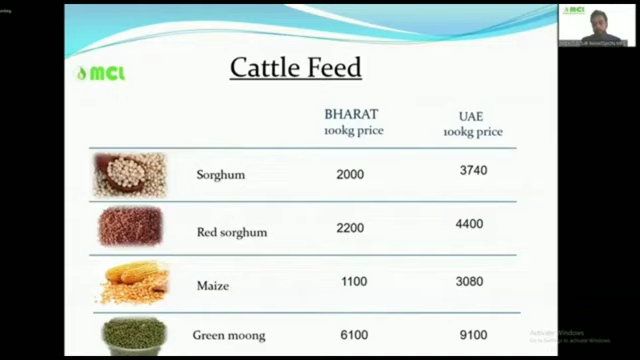 MCL
Cattle Feed
BHARAT
100kg price
UAE
100kg price
Sorghum 2000 3740
Red sorghum 2200 4400
Maize 1100 3080
Green moong 6100 9100
Activate Windows
MCL